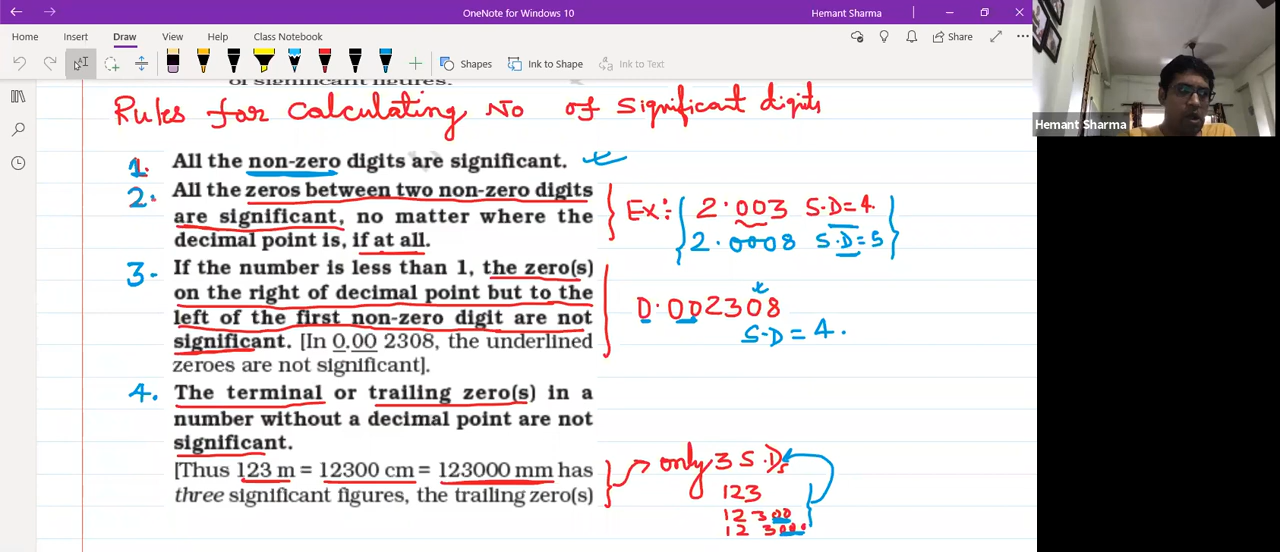 OneNote for Windows 10
Hemant Sharma
Home Insert Draw View Help Class Notebook
Share
Shapes Ink to Shape Ink to Text
of significant figures.
Rules for calculating No of significant digits
1. All the non-zero digits are significant.
2. All the zeros between two non-zero digits
are significant, no matter where the
decimal point is, if at all.
Ex: 2.003 S.D=4.
2.0008 S.D=5
3. If the number is less than 1, the zero(s)
on the right of decimal point but to the
left of the first non-zero digit are not
significant. [In 0.00 2308, the underlined
zeroes are not significant].
0.002308
S.D = 4.
4. The terminal or trailing zero(s) in a
number without a decimal point are not
significant.
[Thus 123 m = 12300 cm = 123000 mm has
three significant figures, the trailing zero(s)
only 3 S.Ds
123
12300
123000
Hemant Sharma